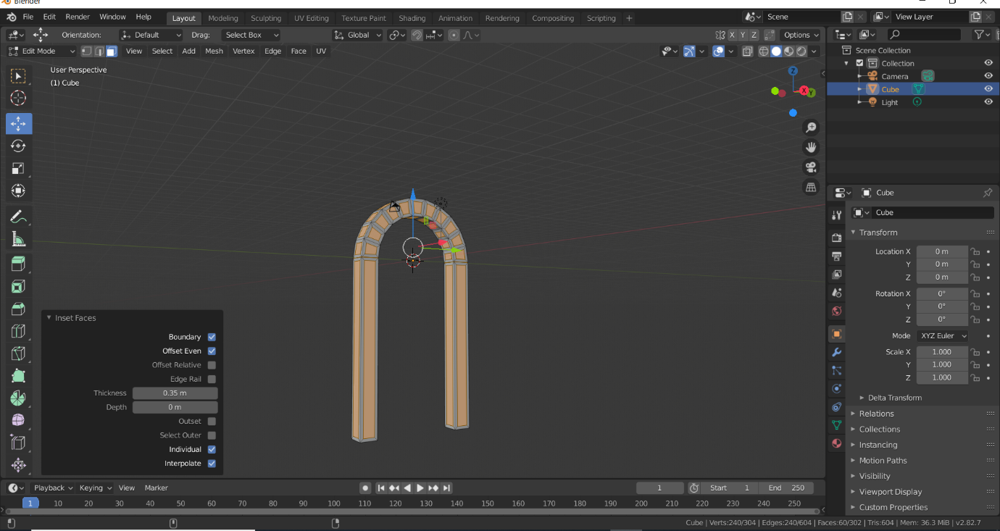 Blender
File Edit Render Window Help Layout Modeling Sculpting UV Editing Texture Paint Shading Animation Rendering Compositing Scripting + Scene View Layer
Orientation: Default Drag: Select Box Global X Y Z Options
Edit Mode View Select Add Mesh Vertex Edge Face UV
User Perspective
(1) Cube
Z
X
Y
Inset Faces
Boundary
Offset Even
Offset Relative
Edge Rail
Thickness 0.35 m
Depth 0 m
Outset
Select Outer
Individual
Interpolate
Scene Collection
Collection
Camera
Cube
Light
Cube
Cube
Transform
Location X 0 m
Y 0 m
Z 0 m
Rotation X 0°
Y 0°
Z 0°
Mode XYZ Euler
Scale X 1.000
Y 1.000
Z 1.000
Delta Transform
Relations
Collections
Instancing
Motion Paths
Visibility
Viewport Display
Custom Properties
Playback Keying View Marker 1 Start 1 End 250
1 10 20 30 40 50 60 70 80 90 100 110 120 130 140 150 160 170 180 190 200 210 220 230 240 250
Cube | Verts:240/304 | Edges:240/604 | Faces:60/302 | Tris:604 | Mem: 36.3 MiB | v2.82.7